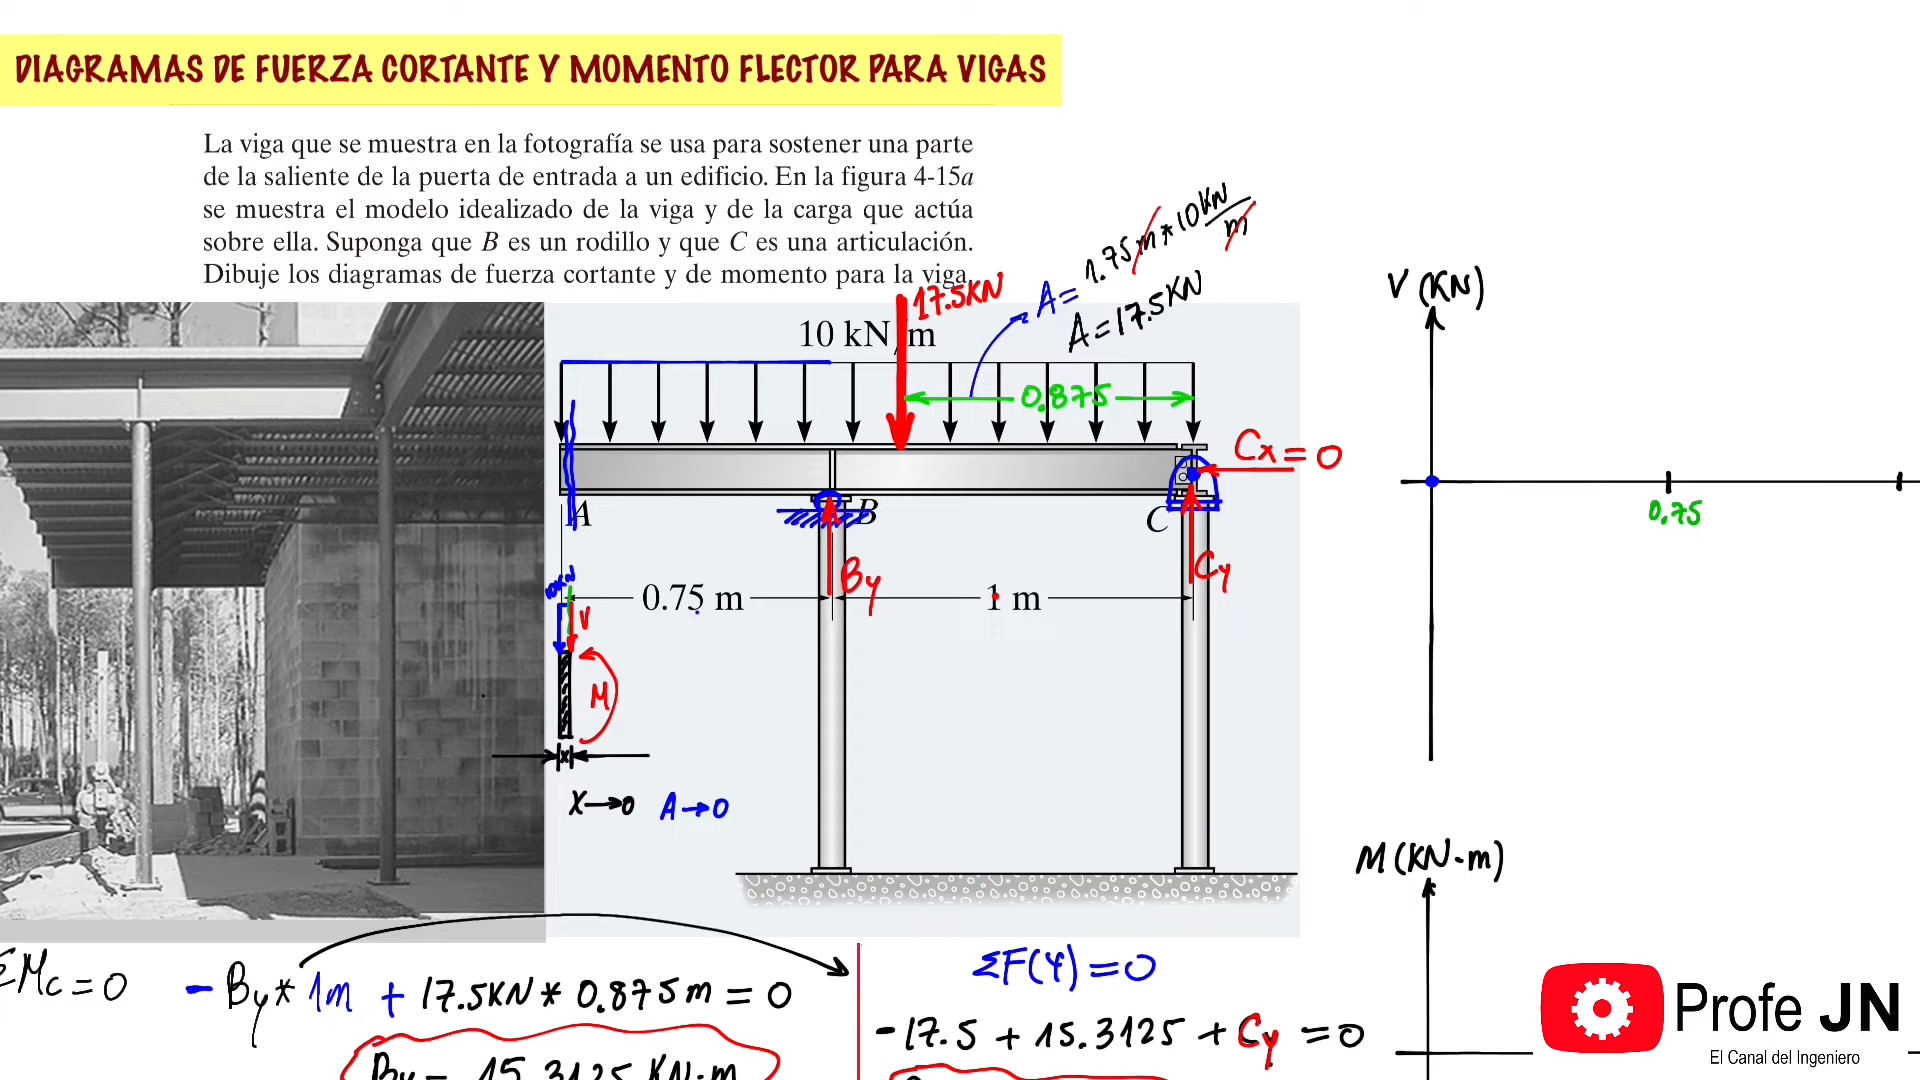 DIAGRAMAS DE FUERZA CORTANTE Y MOMENTO FLECTOR PARA VIGAS
La viga que se muestra en la fotografía se usa para sostener una parte
de la saliente de la puerta de entrada a un edificio. En la figura 4-15a
se muestra el modelo idealizado de la viga y de la carga que actúa
sobre ella. Suponga que B es un rodillo y que C es una articulación.
Dibuje los diagramas de fuerza cortante y de momento para la viga.
A= 1.75m*10 KN/m
A=17.5KN
17.5KN
10 kN/m
0.875
Cx=0
A
B
C
By
Cy
0.75 m
1 m
10KN
V
M
x
X→0 A→0
V (KN)
0.75
M (KN-m)
ΣMc=0
-By*1m + 17.5KN * 0.875m = 0
By = 15.3125 KN.m
ΣF(Y)=0
-17.5 + 15.3125 + Cy = 0
Profe JN
El Canal del Ingeniero